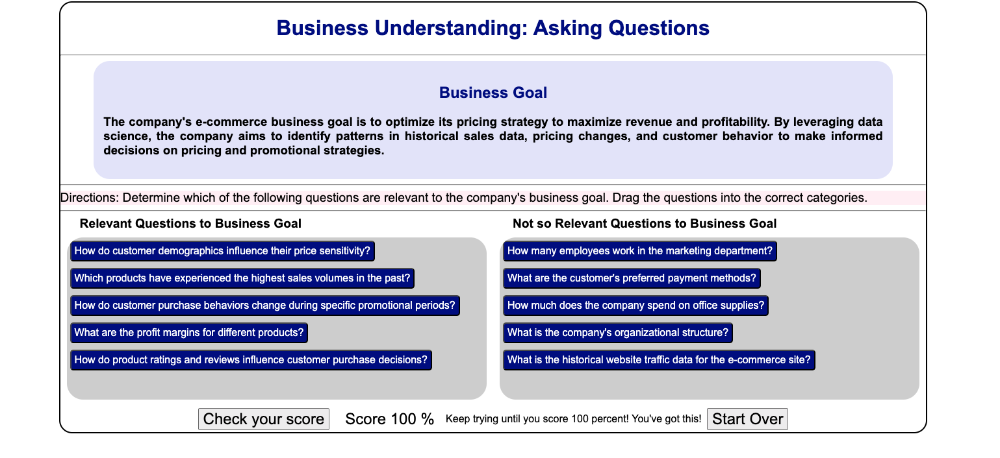 Business Understanding: Asking Questions
Business Goal
The company's e-commerce business goal is to optimize its pricing strategy to maximize revenue and profitability. By leveraging data
science, the company aims to identify patterns in historical sales data, pricing changes, and customer behavior to make informed
decisions on pricing and promotional strategies.
Directions: Determine which of the following questions are relevant to the company's business goal. Drag the questions into the correct categories.
Relevant Questions to Business Goal
How do customer demographics influence their price sensitivity?
Which products have experienced the highest sales volumes in the past?
How do customer purchase behaviors change during specific promotional periods?
What are the profit margins for different products?
How do product ratings and reviews influence customer purchase decisions?
Not so Relevant Questions to Business Goal
How many employees work in the marketing department?
What are the customer's preferred payment methods?
How much does the company spend on office supplies?
What is the company's organizational structure?
What is the historical website traffic data for the e-commerce site?
Check your score Score 100 % Keep trying until you score 100 percent! You've got this! Start Over